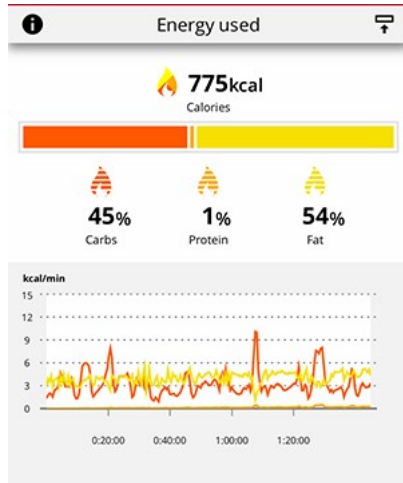 Energy used
775kcal
Calories
45% 1% 54%
Carbs Protein Fat
kcal/min
15
12
9
6
3
0
0:20:00 0:40:00 1:00:00 1:20:00